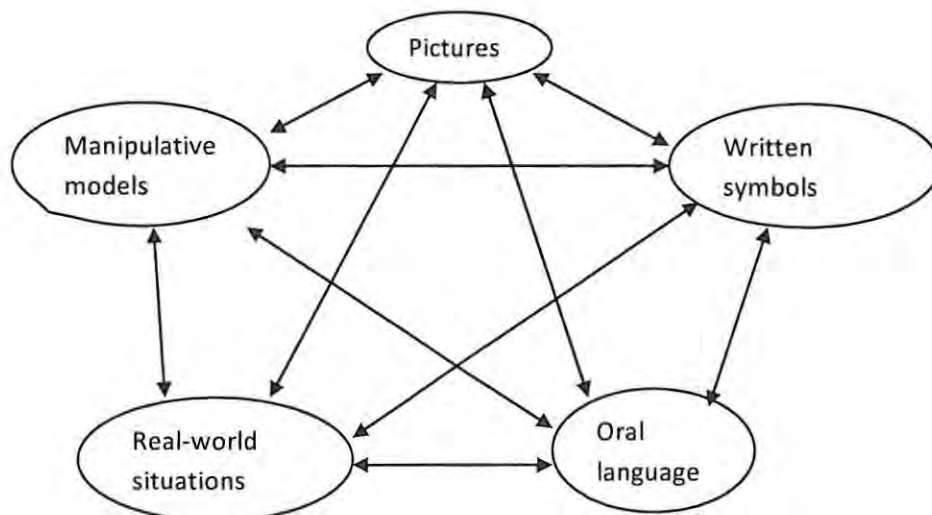 Pictures
Manipulative
models
Written
symbols
Real-world
situations
Oral
language